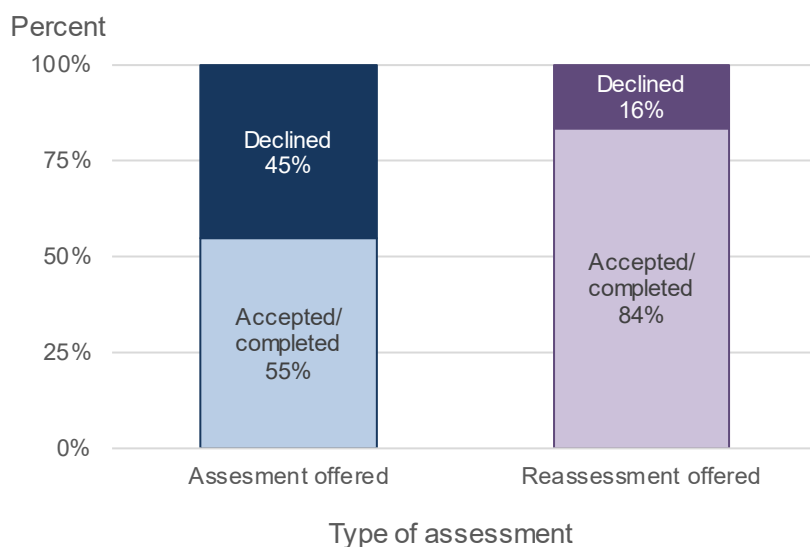 Percent
100%
75%
50%
25%
0%
Declined
45%
Accepted/
completed
55%
Declined
16%
Accepted/
completed
84%
Assesment offered
Reassessment offered
Type of assessment